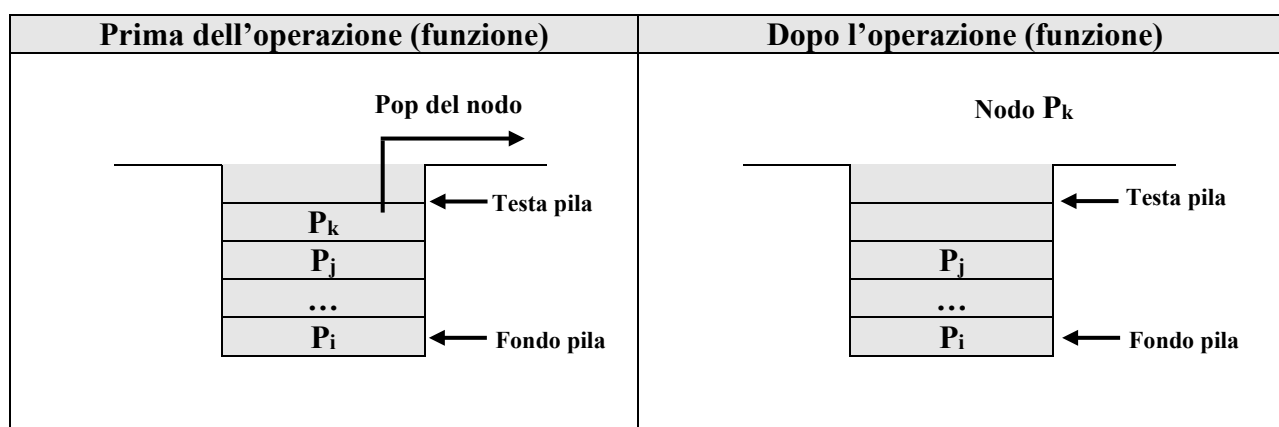 Prima dell’operazione (funzione)
Dopo l’operazione (funzione)
Pop del nodo
Testa pila
Pk
Pj
…
Pi
Fondo pila
Nodo Pk
Testa pila
Pj
…
Pi
Fondo pila